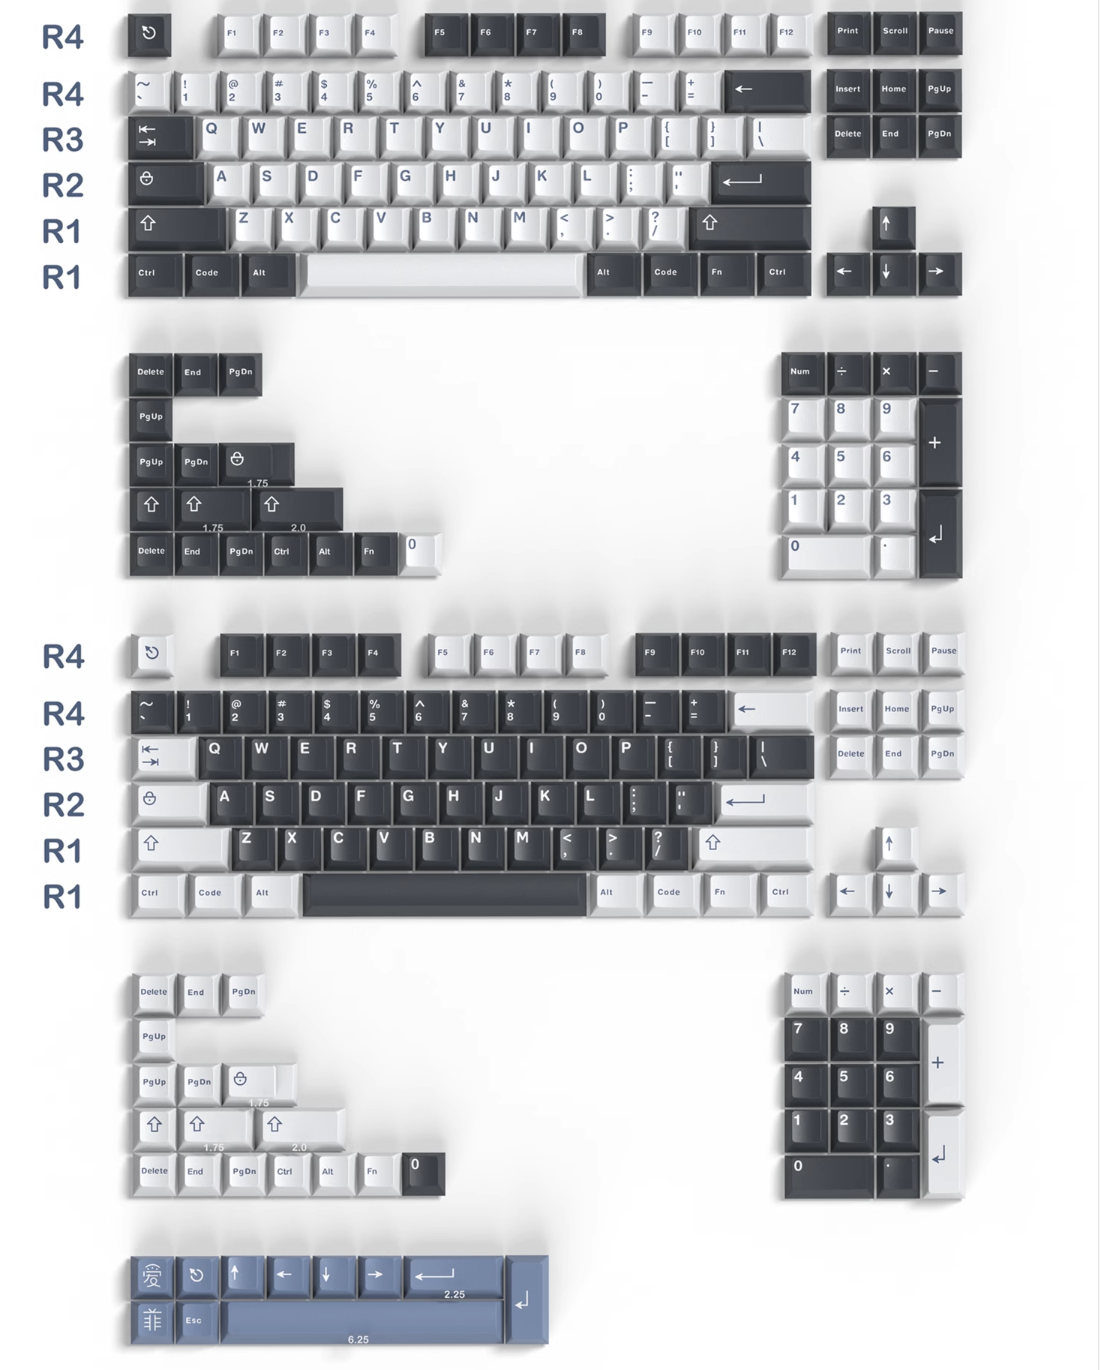 R4 F1 F2 F3 F4 F5 F6 F7 F8 F9 F10 F11 F12 Print Scroll Pause
R4 ~ ` ! 1 @ 2 # 3 $ 4 % 5 ^ 6 & 7 * 8 ( 9 ) 0 — - + = ← Insert Home PgUp
R3 Q W E R T Y U I O P { [ } ] | \ Delete End PgDn
R2 A S D F G H J K L : ; " '
R1 ⇧ Z X C V B N M < , > . ? / ⇧ ↑
R1 Ctrl Code Alt Alt Code Fn Ctrl ← ↓ →
Delete End PgDn Num ÷ × −
PgUp 7 8 9 +
PgUp PgDn 1.75 4 5 6
⇧ ⇧ 1.75 ⇧ 2.0 1 2 3
Delete End PgDn Ctrl Alt Fn 0 0 .
R4 F1 F2 F3 F4 F5 F6 F7 F8 F9 F10 F11 F12 Print Scroll Pause
R4 ~ ` ! 1 @ 2 # 3 $ 4 % 5 ^ 6 & 7 * 8 ( 9 ) 0 — - + = ← Insert Home PgUp
R3 Q W E R T Y U I O P { [ } ] | \ Delete End PgDn
R2 A S D F G H J K L : ; " '
R1 ⇧ Z X C V B N M < , > . ? / ⇧ ↑
R1 Ctrl Code Alt Alt Code Fn Ctrl ← ↓ →
Delete End PgDn Num ÷ × −
PgUp 7 8 9 +
PgUp PgDn 1.75 4 5 6
⇧ ⇧ 1.75 ⇧ 2.0 1 2 3
Delete End PgDn Ctrl Alt Fn 0 0 .
↑ ← ↓ → 2.25
Esc 6.25